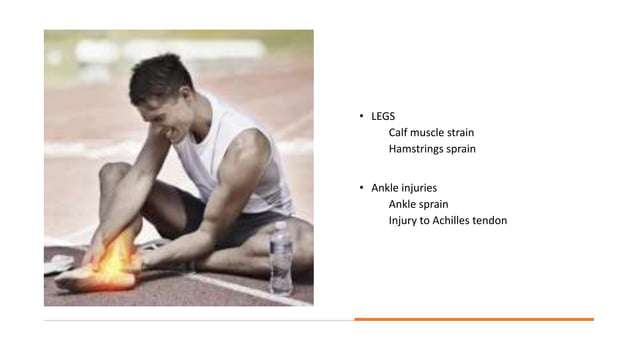 • LEGS
Calf muscle strain
Hamstrings sprain
• Ankle injuries
Ankle sprain
Injury to Achilles tendon